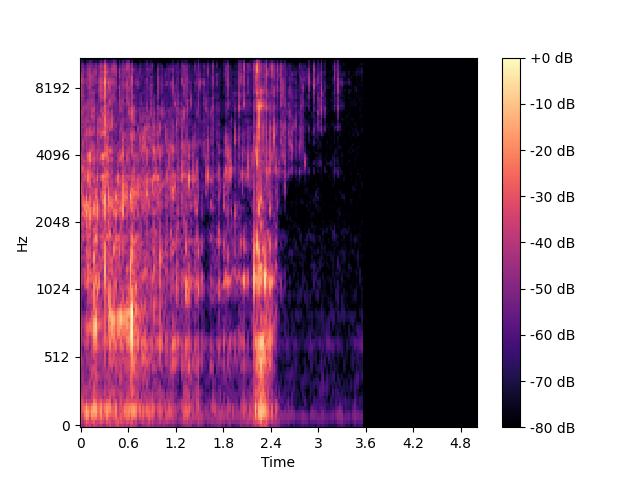 +0 dB
8192
-10 dB
4096
-20 dB
-30 dB
2048
Hz
-40 dB
1024
-50 dB
512
-60 dB
-70 dB
0
-80 dB
0 0.6 1.2 1.8 2.4 3 3.6 4.2 4.8
Time